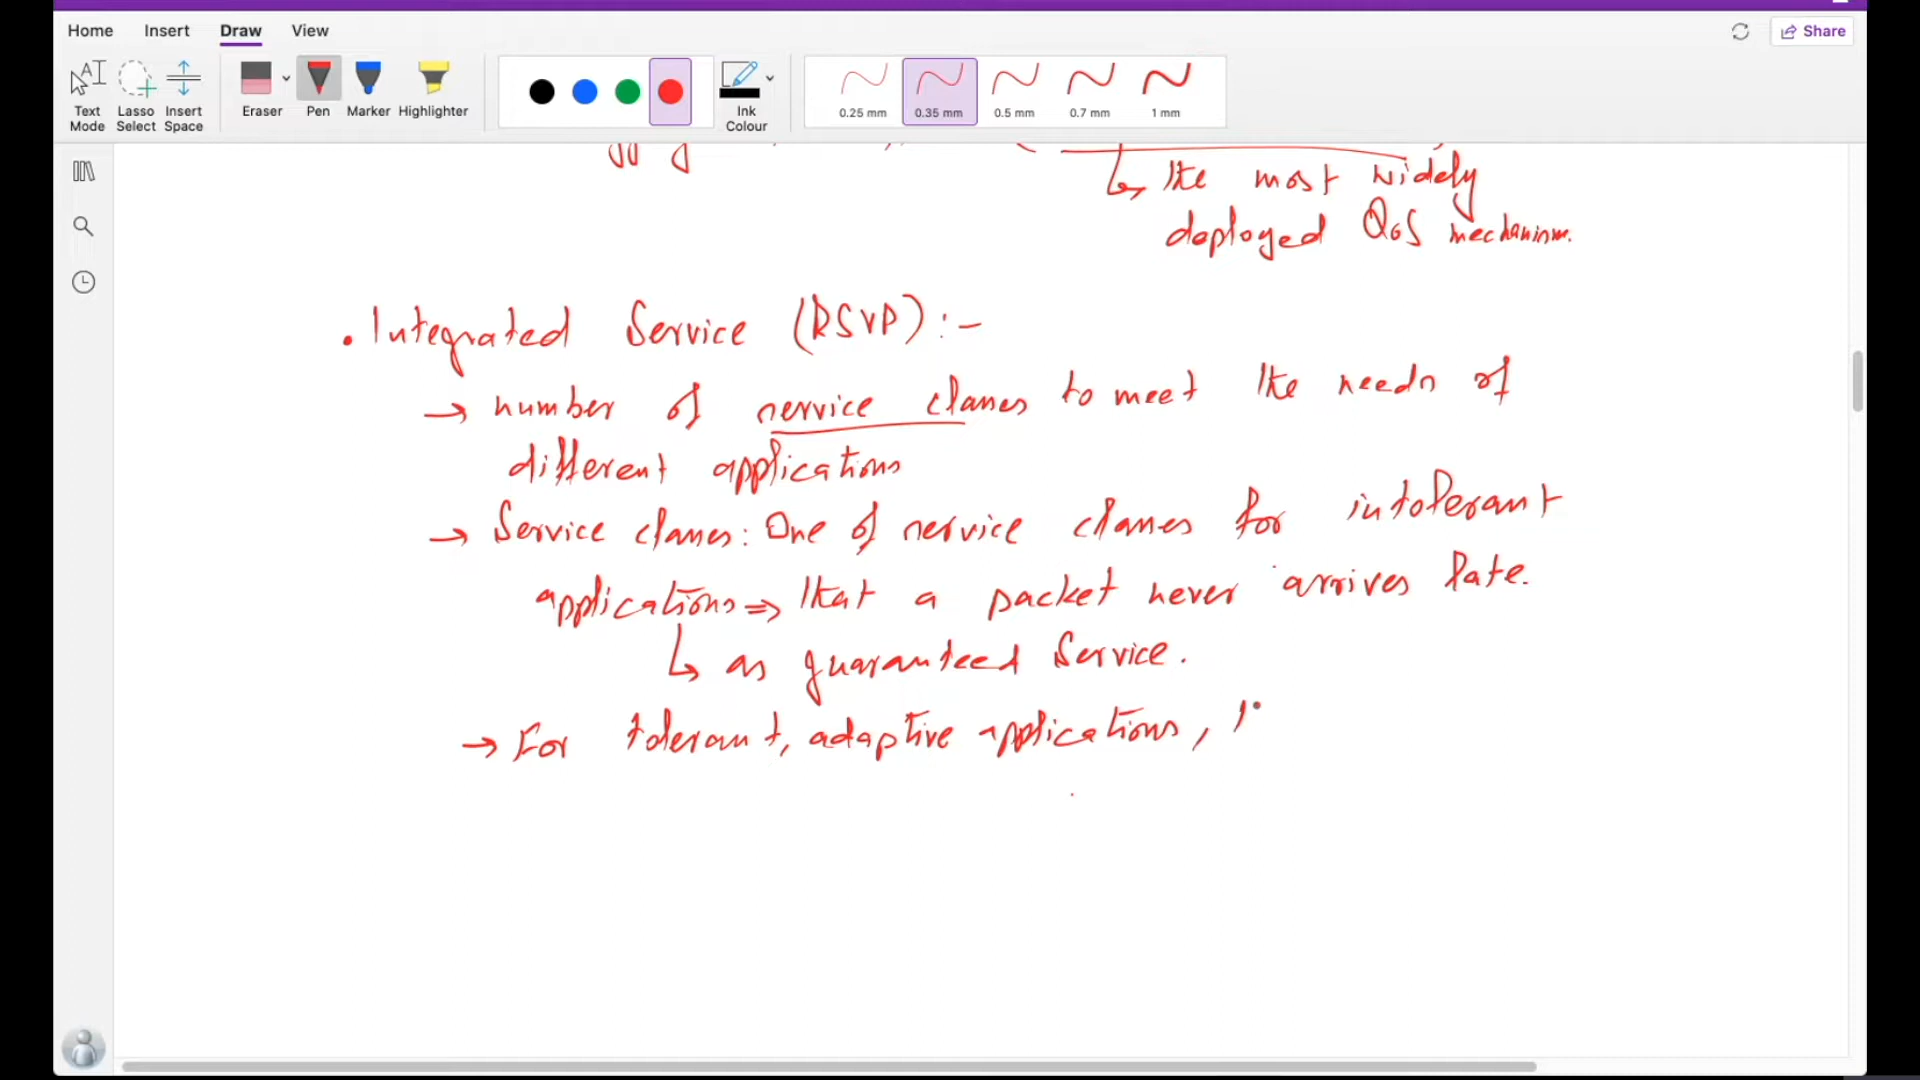 Home Insert Draw View Share
Text Mode Lasso Select Insert Space Eraser Pen Marker Highlighter Ink Colour 0.25 mm 0.35 mm 0.5 mm 0.7 mm 1 mm
↳ the most widely
deployed QoS mechanism.
• Integrated Service (RSVP) :-
→ number of service classes to meet the needs of
different applications
→ Service classes: One of service classes for intolerant
applications ⇒ that a packet never arrives late.
↳ as guaranteed Service.
→ For tolerant, adaptive applications,